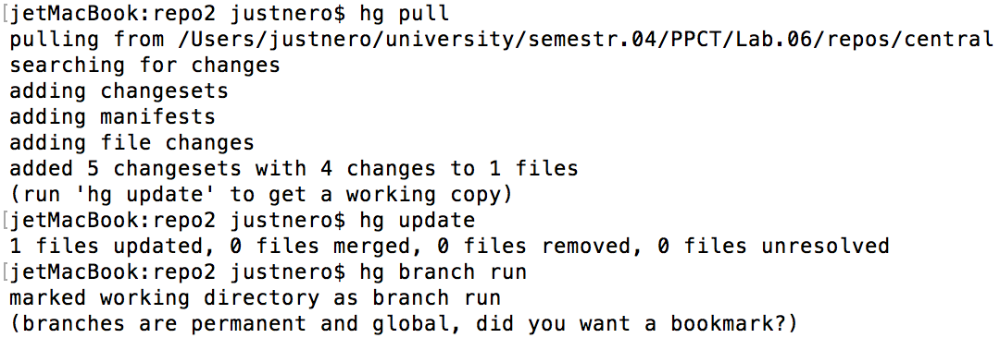 [jetMacBook:repo2 justnero$ hg pull
pulling from /Users/justnero/university/semestr.04/PPCT/Lab.06/repos/central
searching for changes
adding changesets
adding manifests
adding file changes
added 5 changesets with 4 changes to 1 files
(run 'hg update' to get a working copy)
[jetMacBook:repo2 justnero$ hg update
1 files updated, 0 files merged, 0 files removed, 0 files unresolved
[jetMacBook:repo2 justnero$ hg branch run
marked working directory as branch run
(branches are permanent and global, did you want a bookmark?)